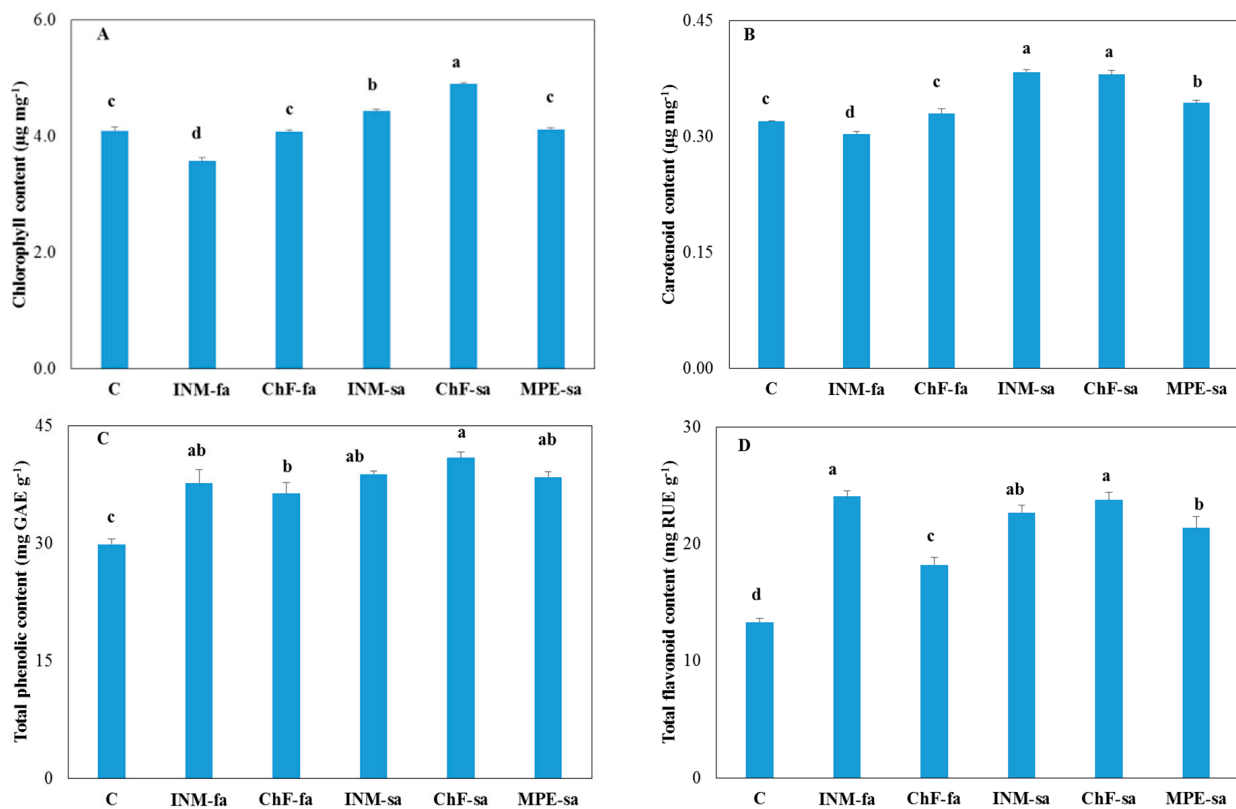 A
Chlorophyll content (µg mg⁻¹)
6.0
4.0
2.0
0.0
c
d
c
b
a
c
C INM-fa ChF-fa INM-sa ChF-sa MPE-sa
B
Carotenoid content (µg mg⁻¹)
0.45
0.30
0.15
0.00
c
d
c
a
a
b
C INM-fa ChF-fa INM-sa ChF-sa MPE-sa
C
Total phenolic content (mg GAE g⁻¹)
45
30
15
0
c
ab
b
ab
a
ab
C INM-fa ChF-fa INM-sa ChF-sa MPE-sa
D
Total flavonoid content (mg RUE g⁻¹)
30
20
10
0
d
a
c
ab
a
b
C INM-fa ChF-fa INM-sa ChF-sa MPE-sa